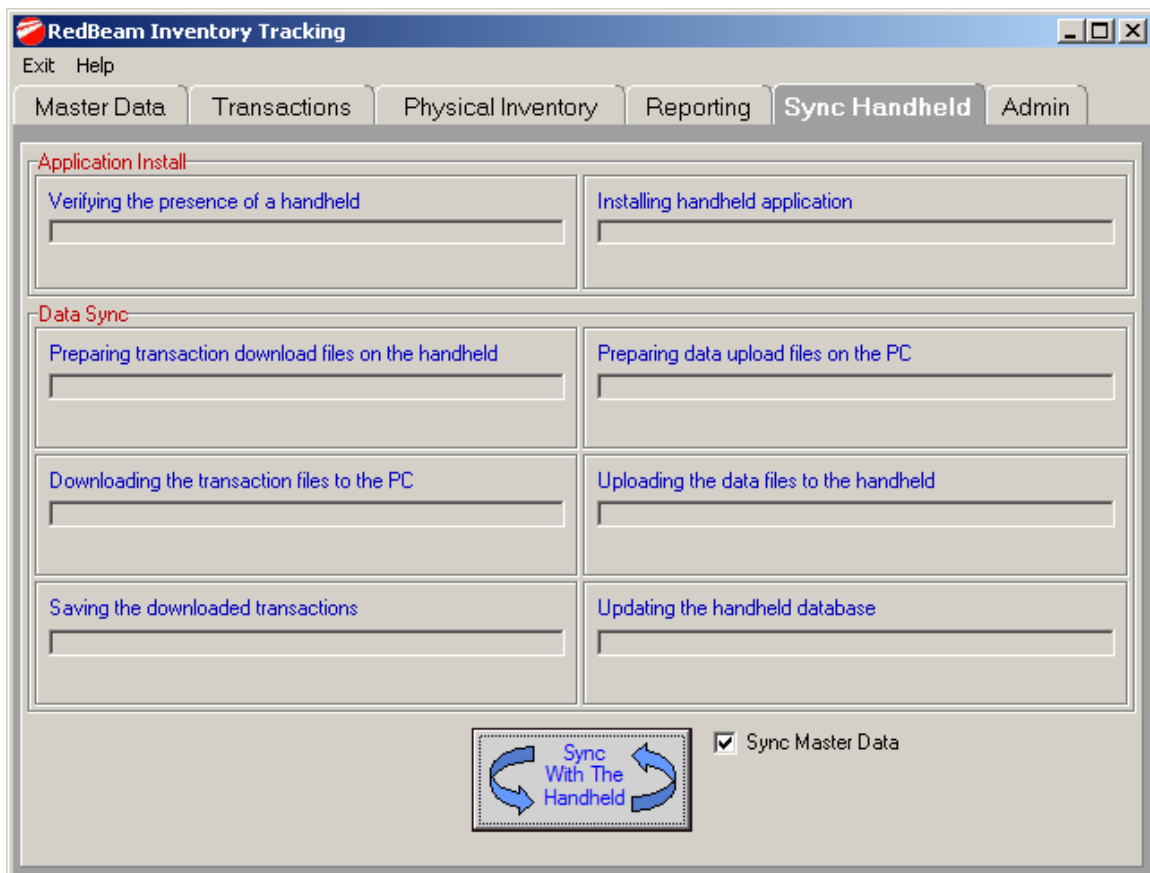 RedBeam Inventory Tracking
Exit Help
Master Data Transactions Physical Inventory Reporting Sync Handheld Admin
Application Install
Verifying the presence of a handheld
Installing handheld application
Data Sync
Preparing transaction download files on the handheld
Preparing data upload files on the PC
Downloading the transaction files to the PC
Uploading the data files to the handheld
Saving the downloaded transactions
Updating the handheld database
Sync
With The
Handheld
Sync Master Data